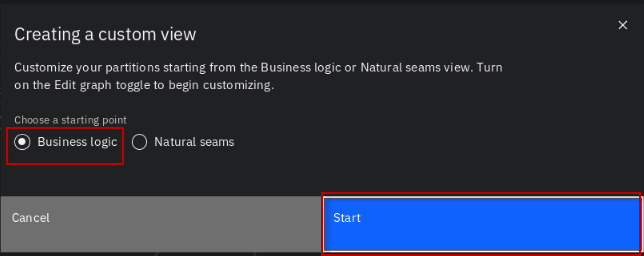 Creating a custom view
Customize your partitions starting from the Business logic or Natural seams view. Turn
on the Edit graph toggle to begin customizing.
Choose a starting point
Business logic Natural seams
Cancel Start